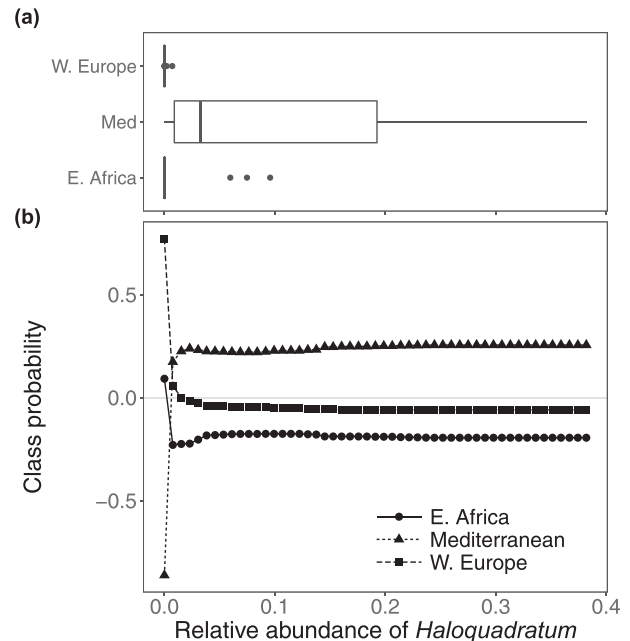 (a)
W. Europe
Med
E. Africa
(b)
Class probability
0.5
0.0
−0.5
E. Africa
Mediterranean
W. Europe
0.0 0.1 0.2 0.3 0.4
Relative abundance of Haloquadratum